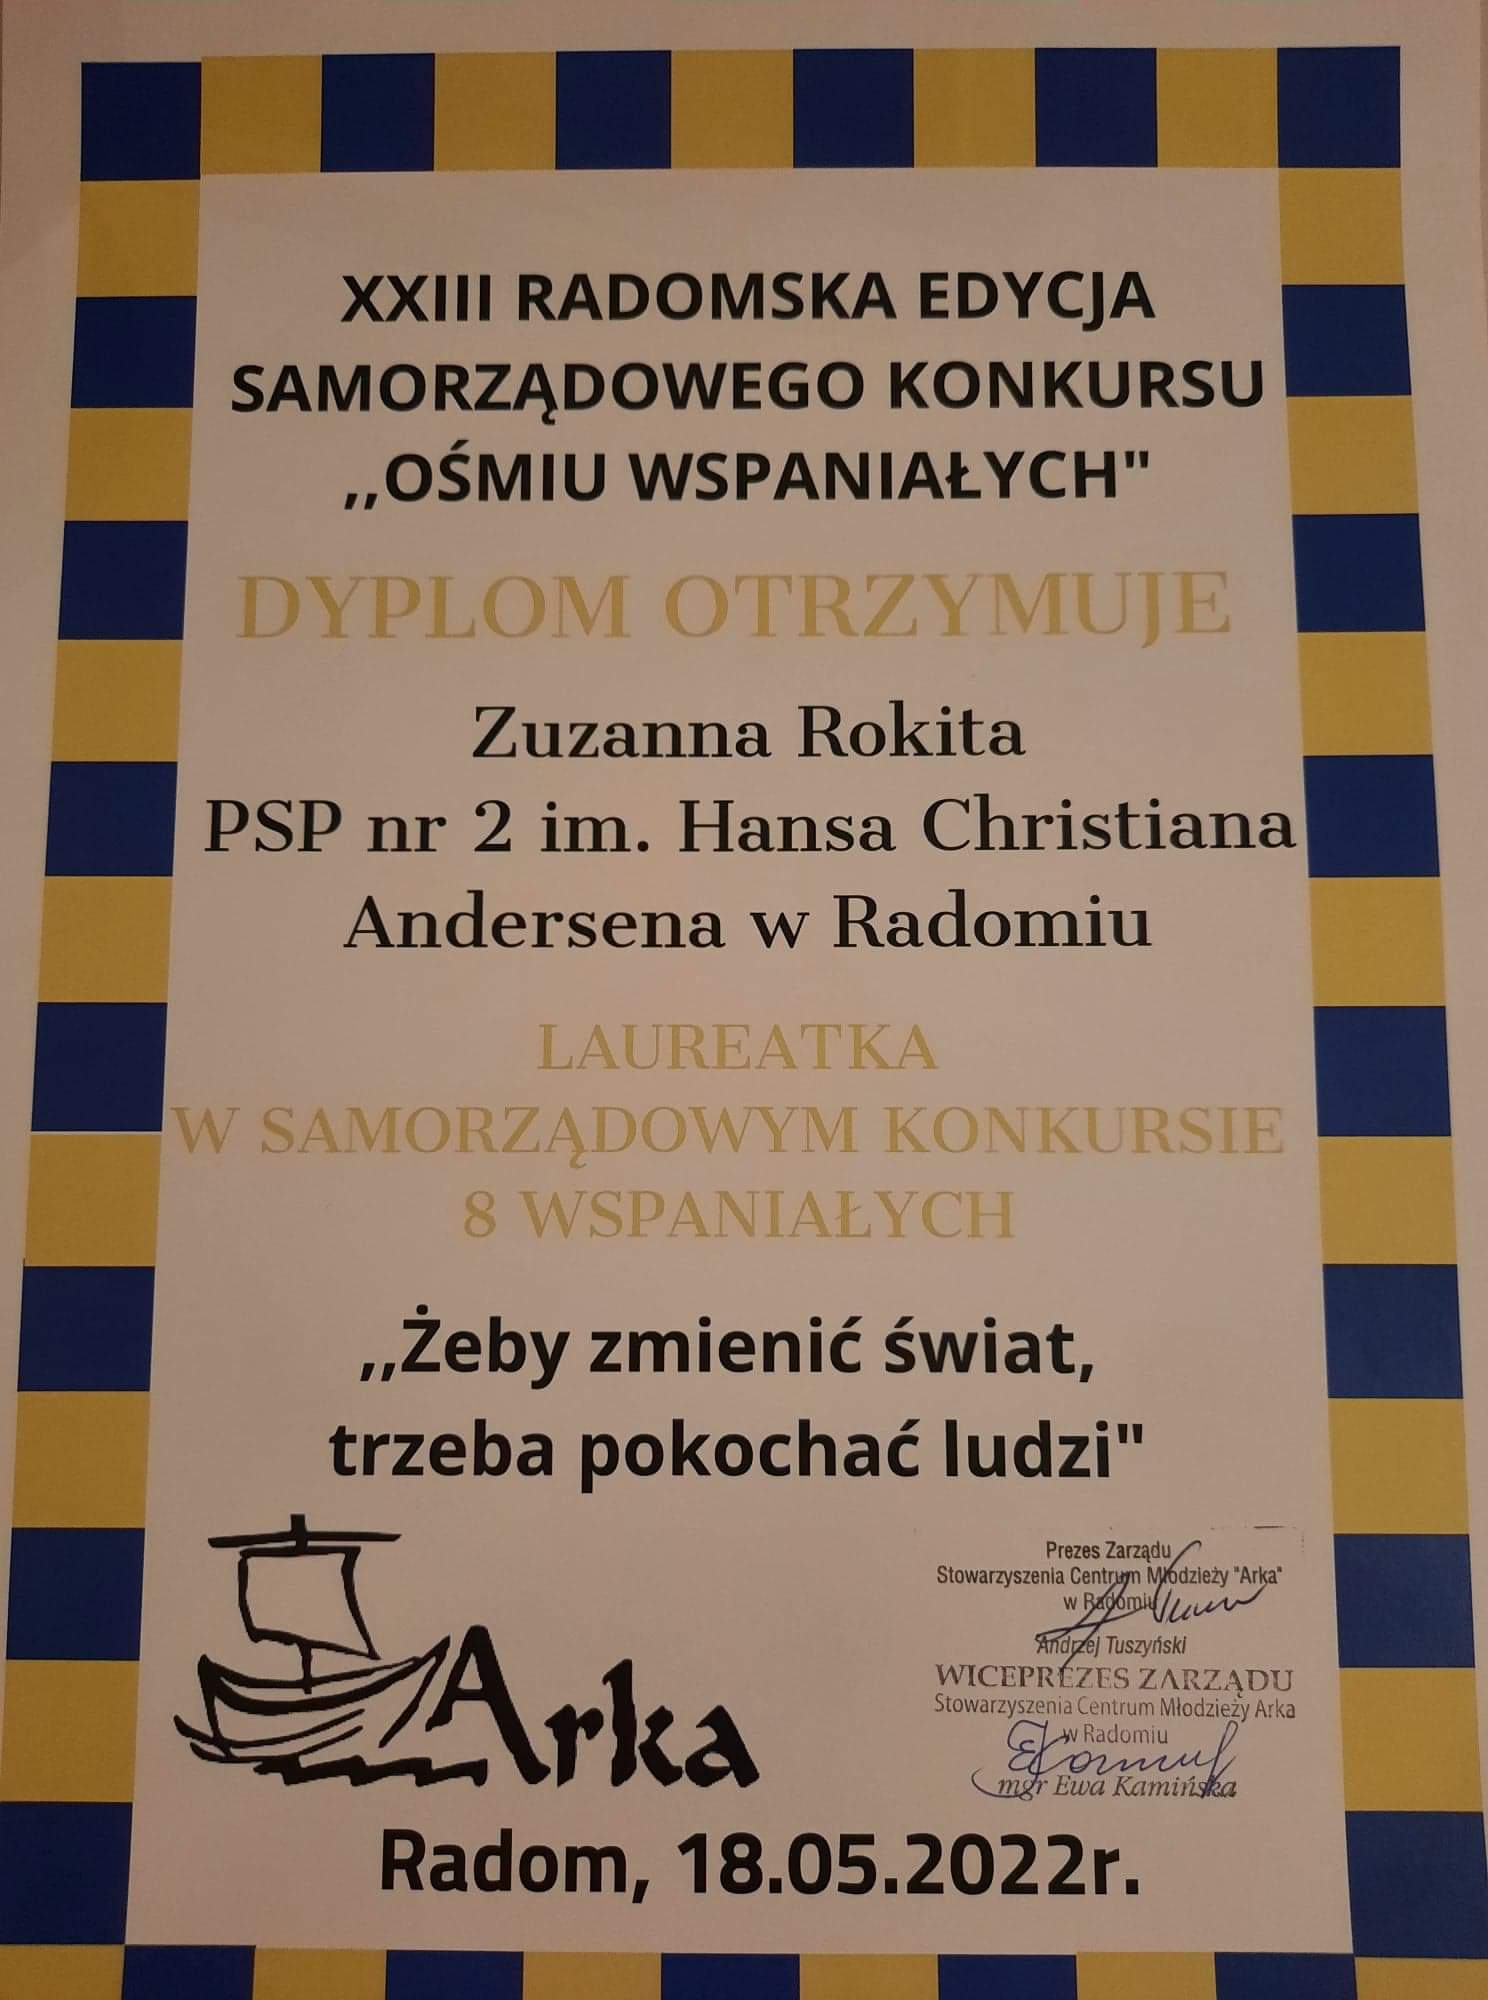 XXIII RADOMSKA EDYCJA
SAMORZĄDOWEGO KONKURSU
,,OŚMIU WSPANIAŁYCH"
DYPLOM OTRZYMUJE
Zuzanna Rokita
PSP nr 2 im. Hansa Christiana
Andersena w Radomiu
LAUREATKA
W SAMORZĄDOWYM KONKURSIE
8 WSPANIAŁYCH
,,Żeby zmienić świat,
trzeba pokochać ludzi"
Arka
Prezes Zarządu
Stowarzyszenia Centrum Młodzieży "Arka"
w Radomiu
Andrzej Tuszyński
WICEPREZES ZARZĄDU
Stowarzyszenia Centrum Młodzieży Arka
w Radomiu
mgr Ewa Kamińska
Radom, 18.05.2022r.